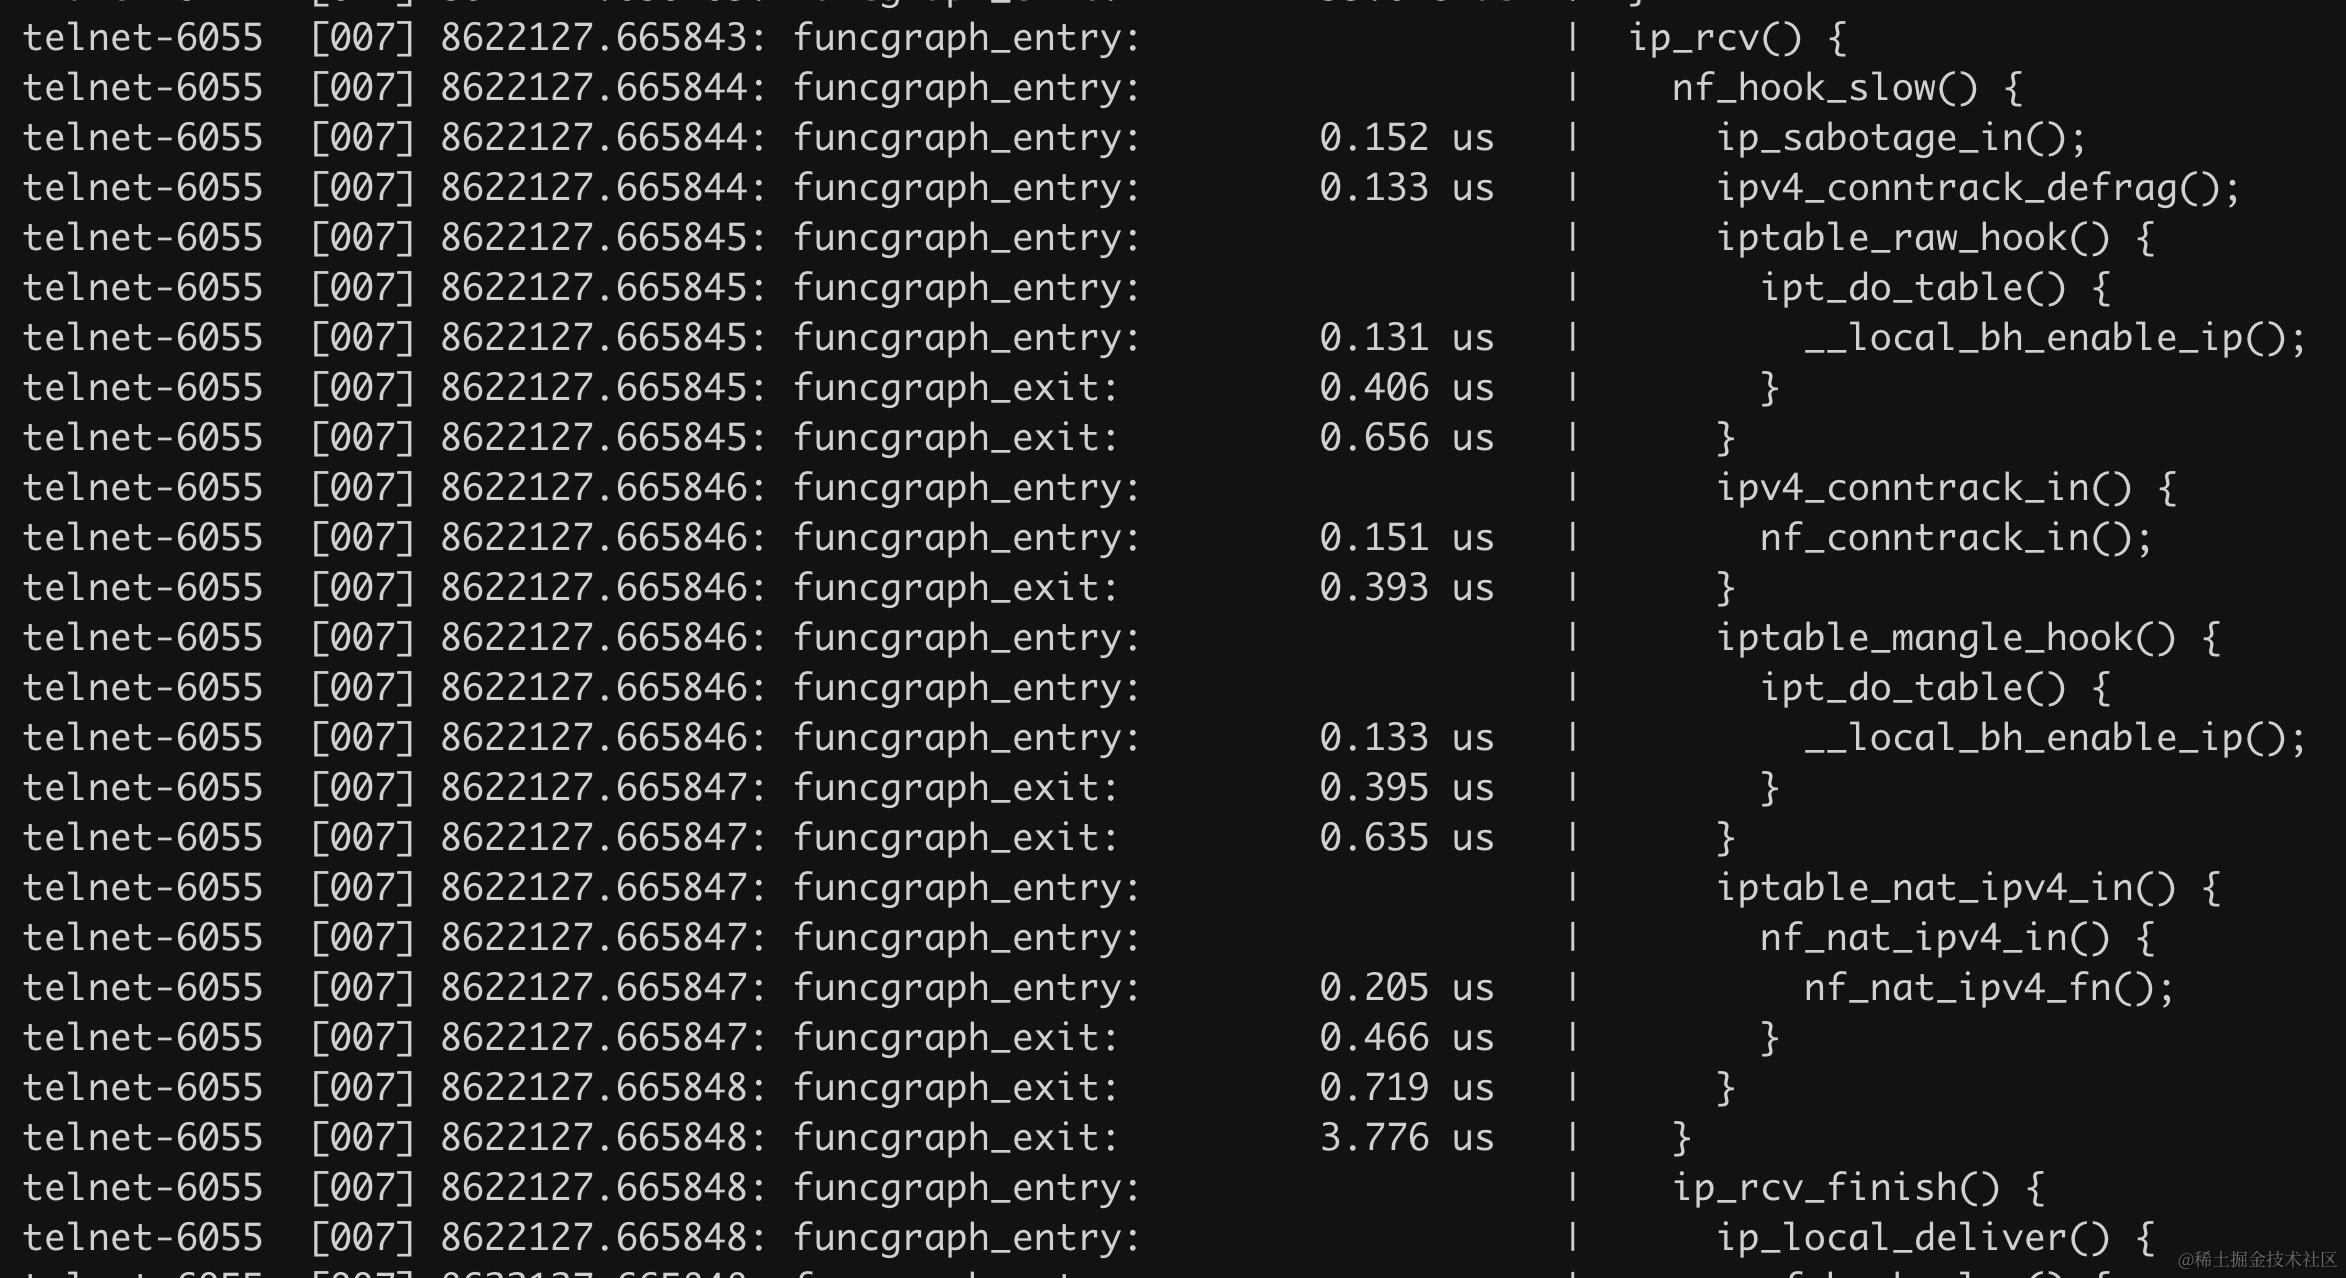 telnet-6055  [007] 8622127.665843: funcgraph_entry:                   |  ip_rcv() {
telnet-6055  [007] 8622127.665844: funcgraph_entry:                   |    nf_hook_slow() {
telnet-6055  [007] 8622127.665844: funcgraph_entry:        0.152 us   |      ip_sabotage_in();
telnet-6055  [007] 8622127.665844: funcgraph_entry:        0.133 us   |      ipv4_conntrack_defrag();
telnet-6055  [007] 8622127.665845: funcgraph_entry:                   |      iptable_raw_hook() {
telnet-6055  [007] 8622127.665845: funcgraph_entry:                   |        ipt_do_table() {
telnet-6055  [007] 8622127.665845: funcgraph_entry:        0.131 us   |          __local_bh_enable_ip();
telnet-6055  [007] 8622127.665845: funcgraph_exit:         0.406 us   |        }
telnet-6055  [007] 8622127.665845: funcgraph_exit:         0.656 us   |      }
telnet-6055  [007] 8622127.665846: funcgraph_entry:                   |      ipv4_conntrack_in() {
telnet-6055  [007] 8622127.665846: funcgraph_entry:        0.151 us   |        nf_conntrack_in();
telnet-6055  [007] 8622127.665846: funcgraph_exit:         0.393 us   |      }
telnet-6055  [007] 8622127.665846: funcgraph_entry:                   |      iptable_mangle_hook() {
telnet-6055  [007] 8622127.665846: funcgraph_entry:                   |        ipt_do_table() {
telnet-6055  [007] 8622127.665846: funcgraph_entry:        0.133 us   |          __local_bh_enable_ip();
telnet-6055  [007] 8622127.665847: funcgraph_exit:         0.395 us   |        }
telnet-6055  [007] 8622127.665847: funcgraph_exit:         0.635 us   |      }
telnet-6055  [007] 8622127.665847: funcgraph_entry:                   |      iptable_nat_ipv4_in() {
telnet-6055  [007] 8622127.665847: funcgraph_entry:                   |        nf_nat_ipv4_in() {
telnet-6055  [007] 8622127.665847: funcgraph_entry:        0.205 us   |          nf_nat_ipv4_fn();
telnet-6055  [007] 8622127.665847: funcgraph_exit:         0.466 us   |        }
telnet-6055  [007] 8622127.665848: funcgraph_exit:         0.719 us   |      }
telnet-6055  [007] 8622127.665848: funcgraph_exit:         3.776 us   |    }
telnet-6055  [007] 8622127.665848: funcgraph_entry:                   |    ip_rcv_finish() {
telnet-6055  [007] 8622127.665848: funcgraph_entry:                   |      ip_local_deliver() {
@稀土掘金技术社区